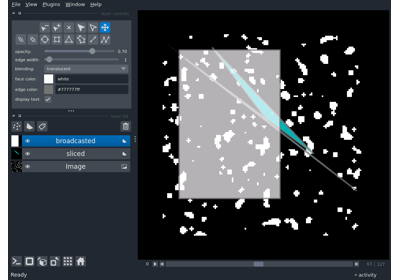 File View Plugins Window Help
opacity: 0.70
edge width: 1
blending: translucent
face color: white
edge color: #777777ff
display text:
broadcasted
sliced
Image
Ready
activity